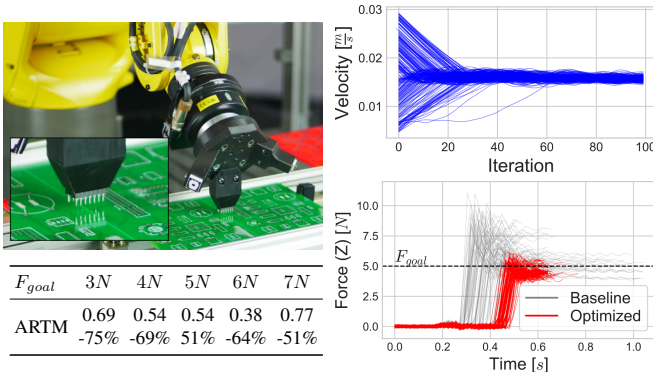 F_goal 3N 4N 5N 6N 7N
ARTM
0.69 0.54 0.54 0.38 0.77
-75% -69% 51% -64% -51%
Velocity [m/s]
0.03
0.02
0.01
0 20 40 60 80 100
Iteration
Force (Z) [N]
10.0
7.5
5.0
2.5
0.0
F_goal
Baseline
Optimized
0.0 0.2 0.4 0.6 0.8 1.0
Time [s]